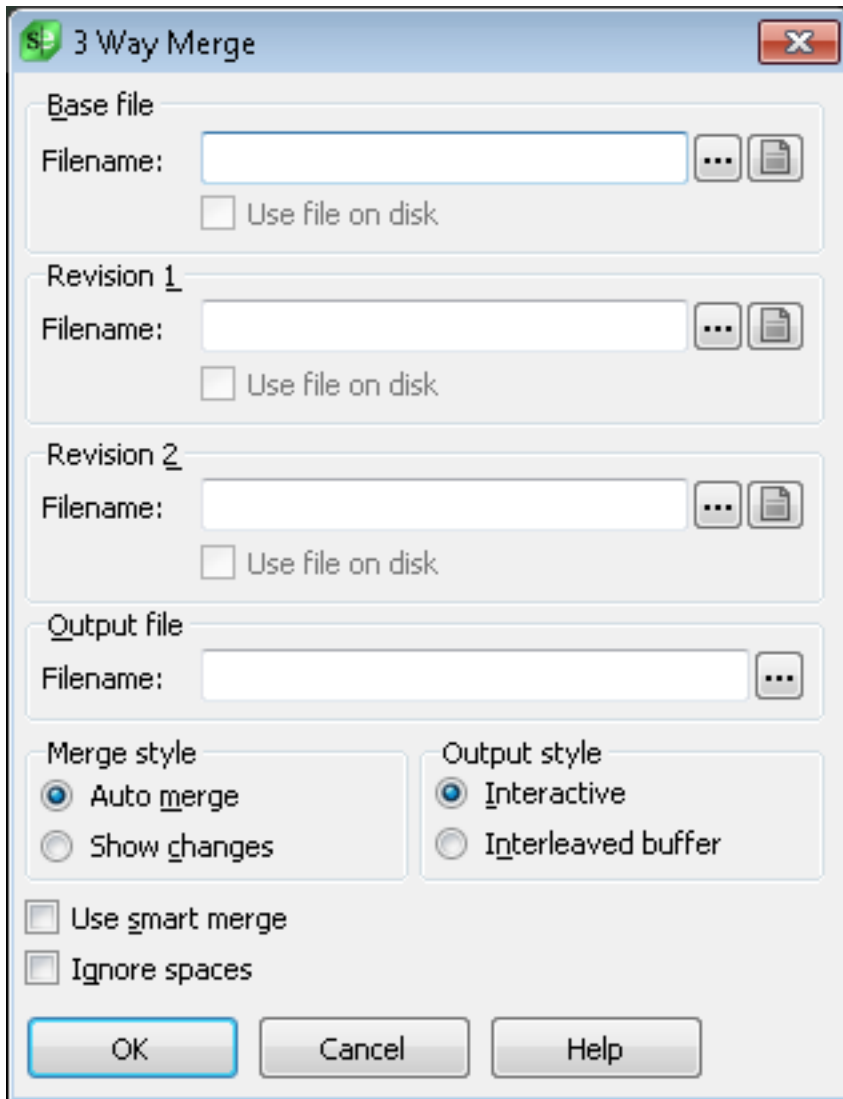 3 Way Merge
Base file
Filename:
...
Use file on disk
Revision 1
Filename:
...
Use file on disk
Revision 2
Filename:
...
Use file on disk
Output file
Filename:
...
Merge style Output style
Auto merge Interactive
Show changes Interleaved buffer
Use smart merge
Ignore spaces
OK Cancel Help